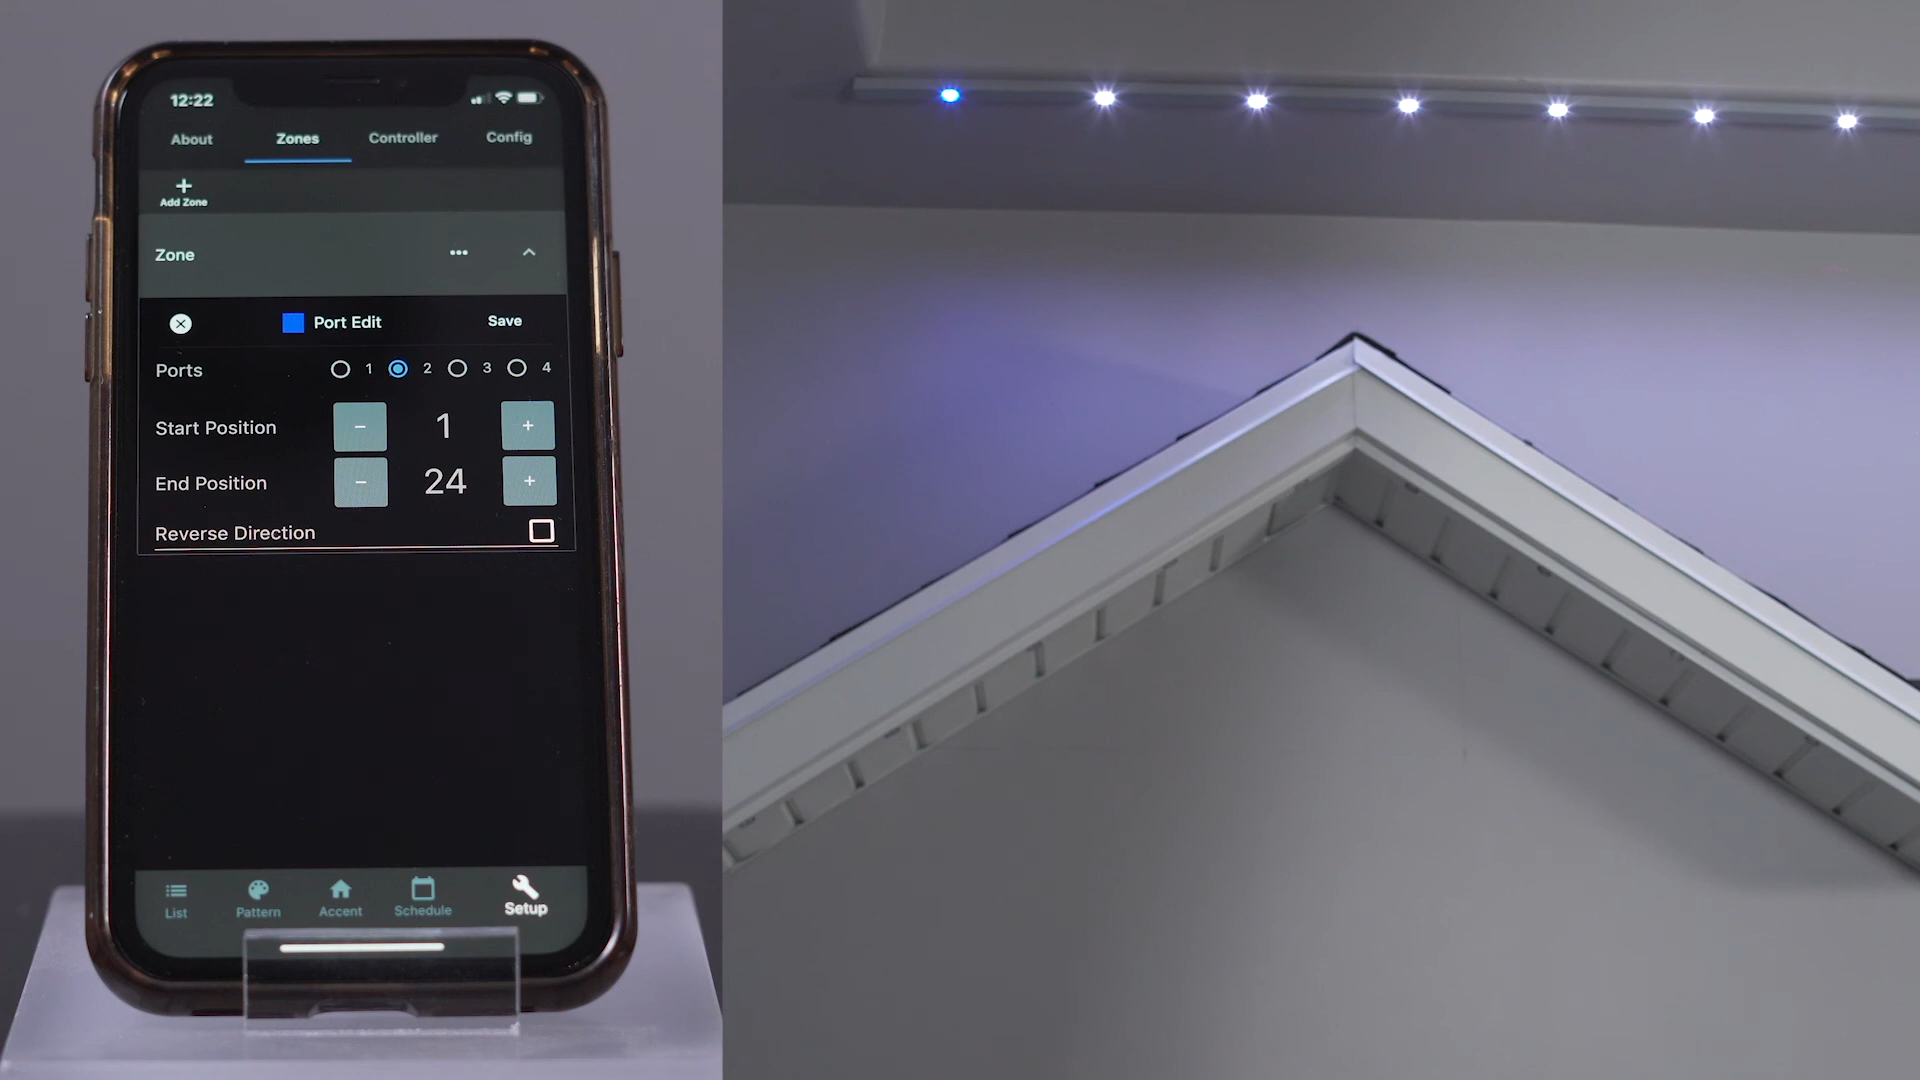 12:22
About Zones Controller Config
+
Add Zone
Zone
Port Edit Save
Ports 1 2 3 4
Start Position - 1 +
End Position - 24 +
Reverse Direction
List Pattern Accent Schedule Setup